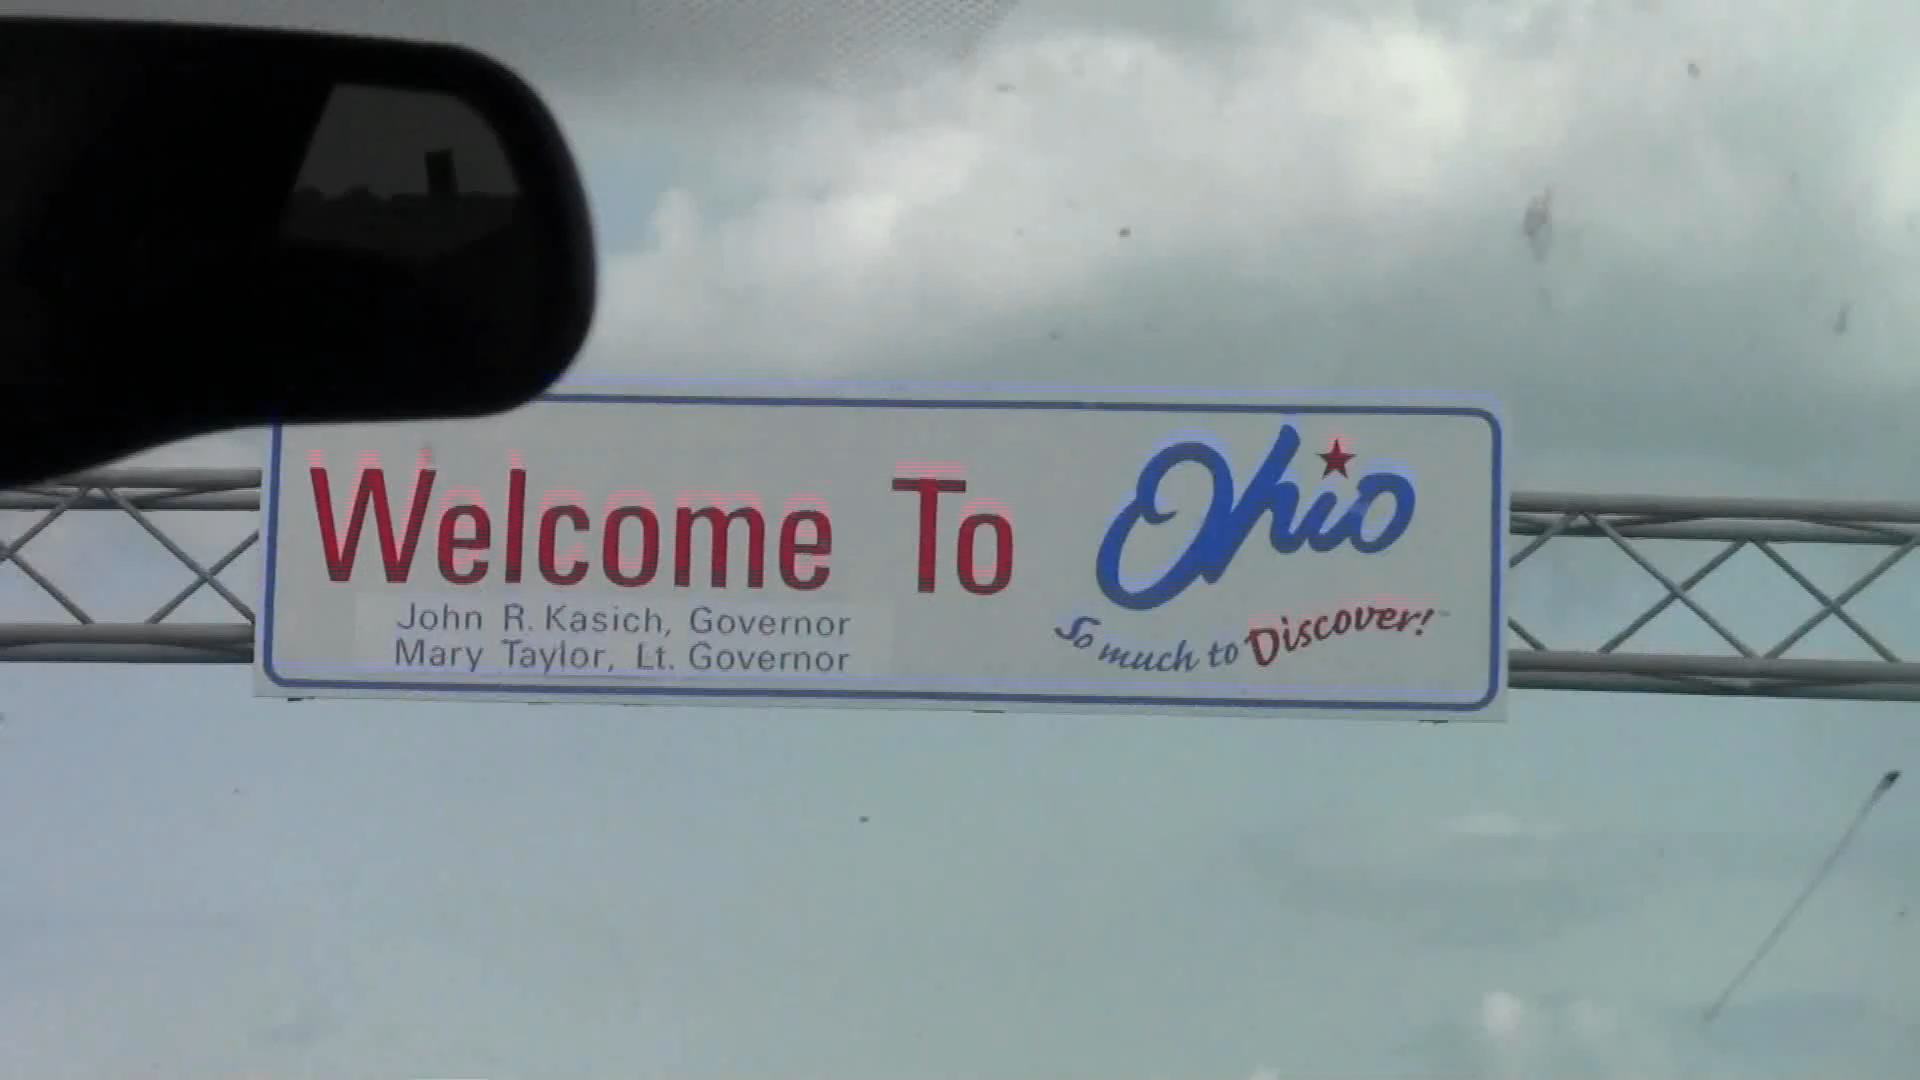 Welcome To Ohio
John R. Kasich, Governor
Mary Taylor, Lt. Governor
So much to Discover!